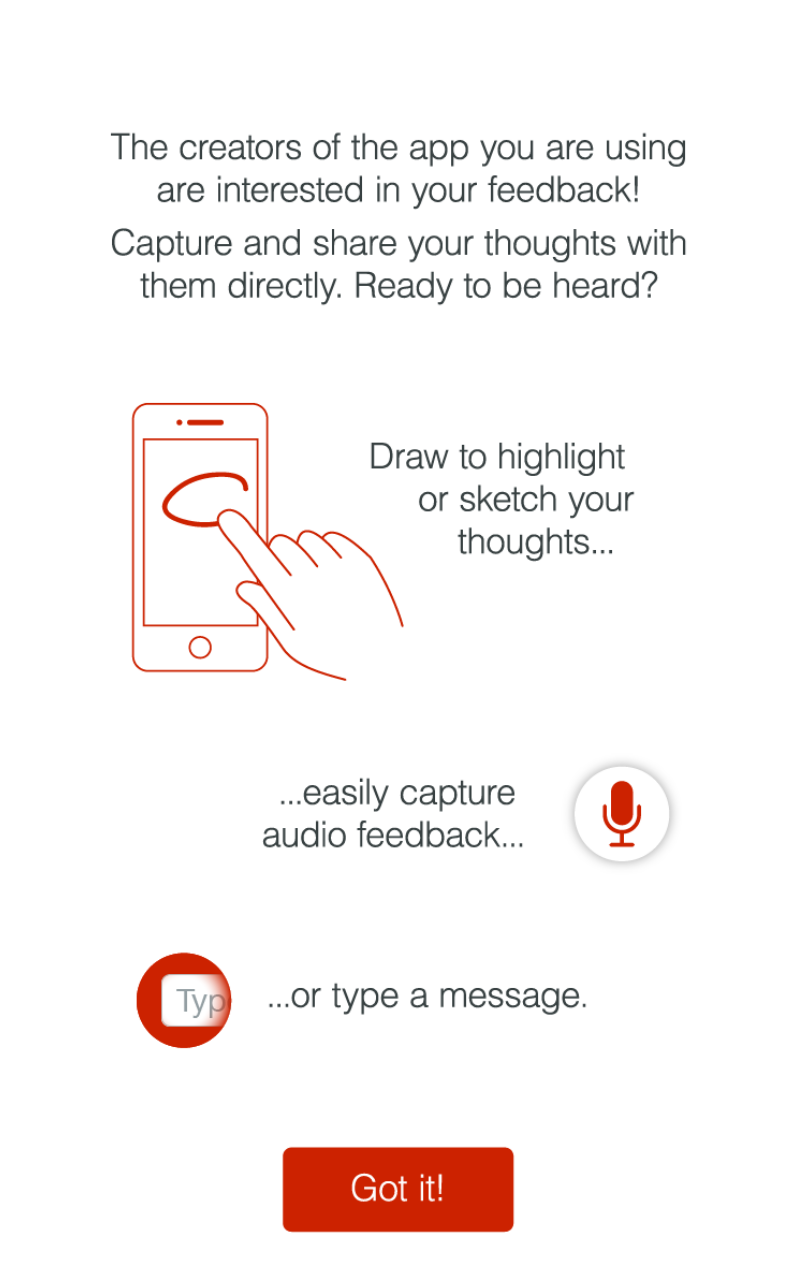 The creators of the app you are using
are interested in your feedback!
Capture and share your thoughts with
them directly. Ready to be heard?
Draw to highlight
or sketch your
thoughts...
...easily capture
audio feedback...
Typ
...or type a message.
Got it!